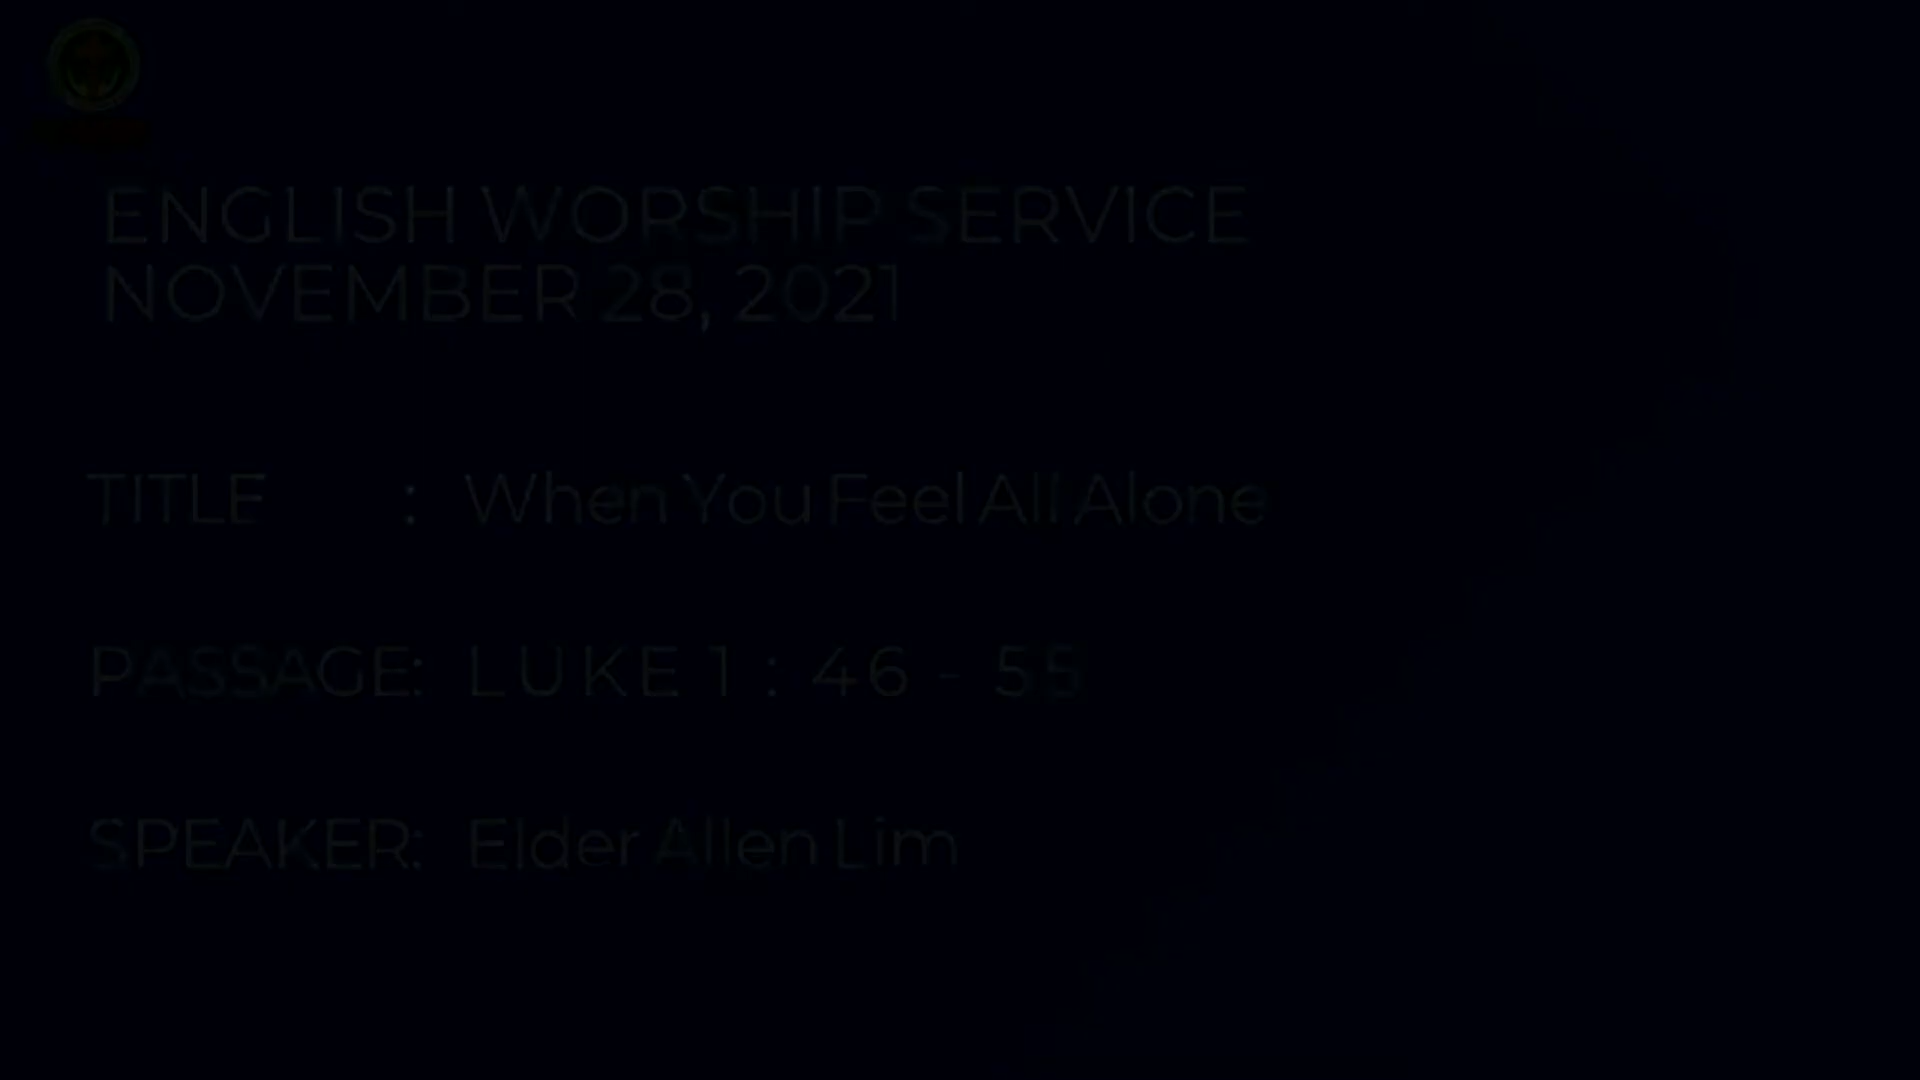 ENGLISH WORSHIP SERVICE
NOVEMBER 28, 2021
TITLE : When You Feel All Alone
PASSAGE: LUKE 1 : 46 - 55
SPEAKER: Elder Allen Lim